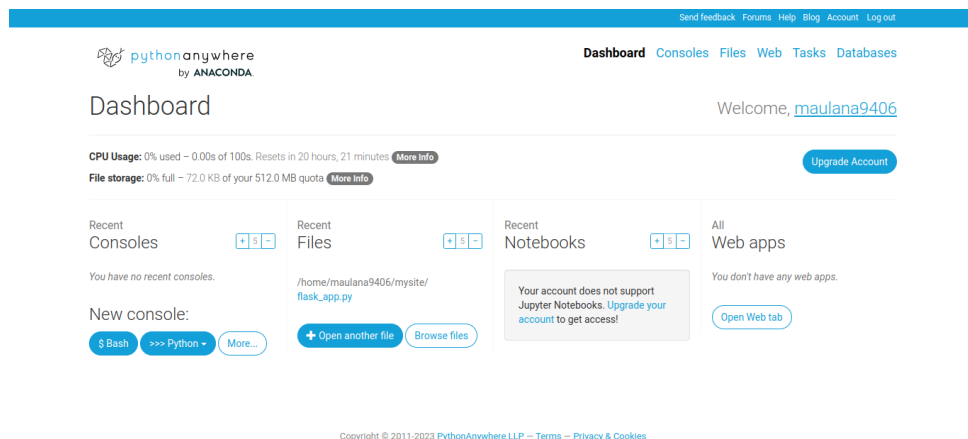 Send feedback Forums Help Blog Account Log out
pythonanywhere
by ANACONDA.
Dashboard Consoles Files Web Tasks Databases
Dashboard
Welcome, maulana9406
CPU Usage: 0% used – 0.00s of 100s. Resets in 20 hours, 21 minutes More Info
File storage: 0% full – 72.0 KB of your 512.0 MB quota More Info
Upgrade Account
Recent
Consoles
+ 5 −
You have no recent consoles.
New console:
$ Bash
>>> Python
More...
Recent
Files
+ 5 −
/home/maulana9406/mysite/
flask_app.py
+ Open another file
Browse files
Recent
Notebooks
+ 5 −
Your account does not support
Jupyter Notebooks. Upgrade your
account to get access!
All
Web apps
You don't have any web apps.
Open Web tab
Copyright © 2011-2023 PythonAnywhere LLP — Terms — Privacy & Cookies